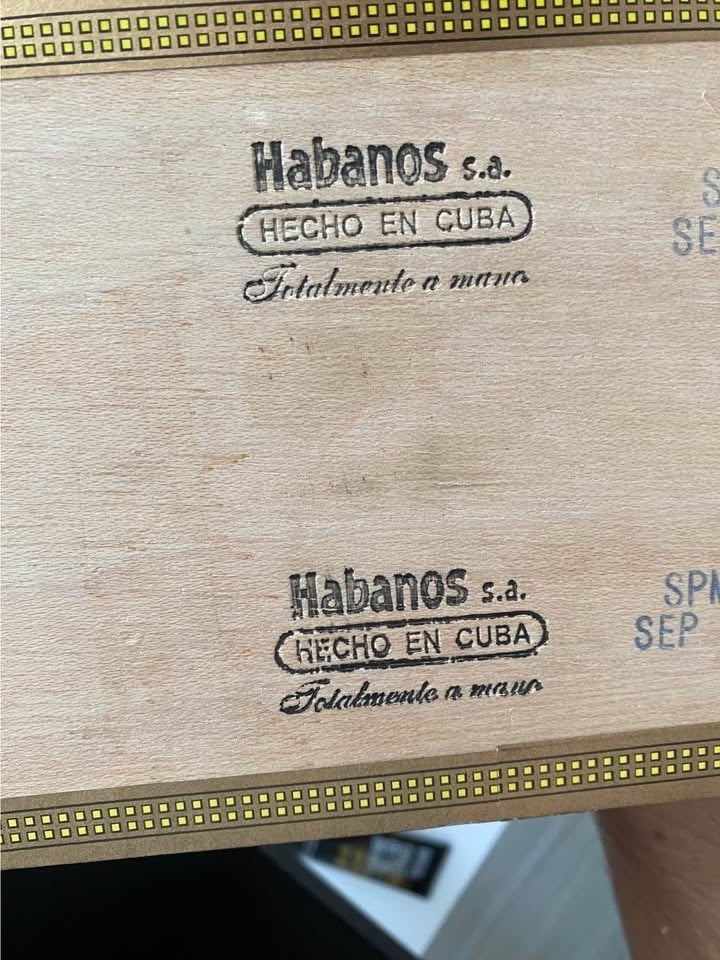 Habanos s.a.
HECHO EN CUBA
Totalmente a mano
S
SE
Habanos s.a.
HECHO EN CUBA
Totalmente a mano
SPM
SEP